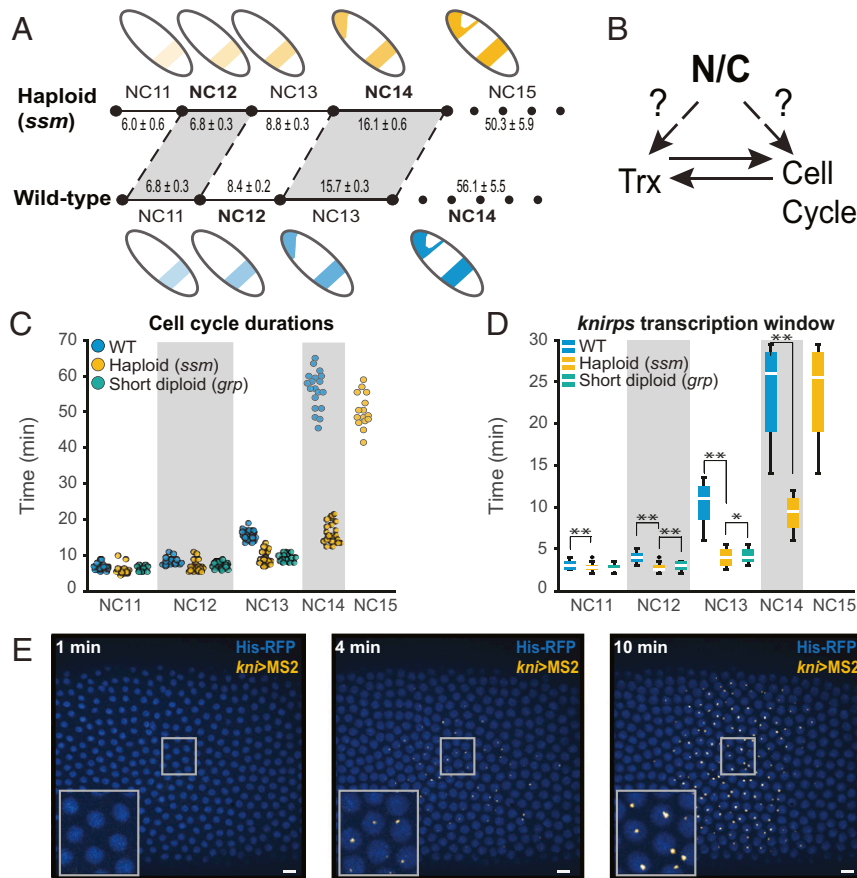 A
NC11 NC12 NC13 NC14 NC15
Haploid
(ssm)
6.0 ± 0.6 6.8 ± 0.3 8.8 ± 0.3 16.1 ± 0.6 50.3 ± 5.9
6.8 ± 0.3 8.4 ± 0.2 15.7 ± 0.3 56.1 ± 5.5
Wild-type
NC11 NC12 NC13 NC14
B
N/C
? ?
Trx Cell
Cycle
C
Cell cycle durations
WT
Haploid (ssm)
Short diploid (grp)
Time (min)
70
60
50
40
30
20
10
0
NC11 NC12 NC13 NC14 NC15
D
knirps transcription window
WT
Haploid (ssm)
Short diploid (grp)
Time (min)
30
25
20
15
10
5
0
** ** ** ** * **
NC11 NC12 NC13 NC14 NC15
E
1 min His-RFP
kni>MS2
4 min His-RFP
kni>MS2
10 min His-RFP
kni>MS2